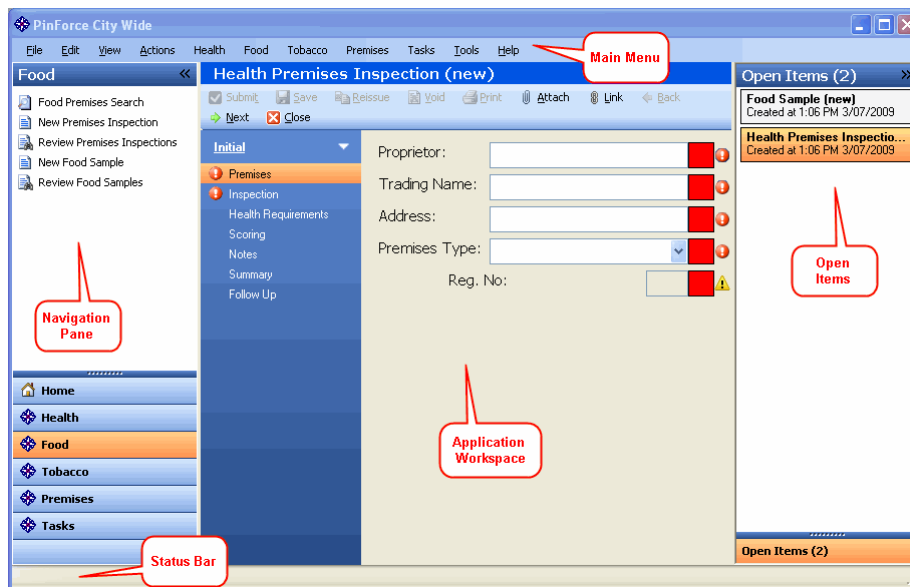 PinForce City Wide
File Edit View Actions Health Food Tobacco Premises Tasks Tools Help
Main Menu
Food «
Food Premises Search
New Premises Inspection
Review Premises Inspections
New Food Sample
Review Food Samples
Navigation
Pane
Home
Health
Food
Tobacco
Premises
Tasks
Status Bar
Health Premises Inspection (new)
Submit Save Reissue Void Print Attach Link Back
Next Close
Initial
Premises
Inspection
Health Requirements
Scoring
Notes
Summary
Follow Up
Proprietor:
Trading Name:
Address:
Premises Type:
Reg. No:
Application
Workspace
Open Items (2) »
Food Sample (new)
Created at 1:06 PM 3/07/2009
Health Premises Inspectio...
Created at 1:06 PM 3/07/2009
Open
Items
Open Items (2)